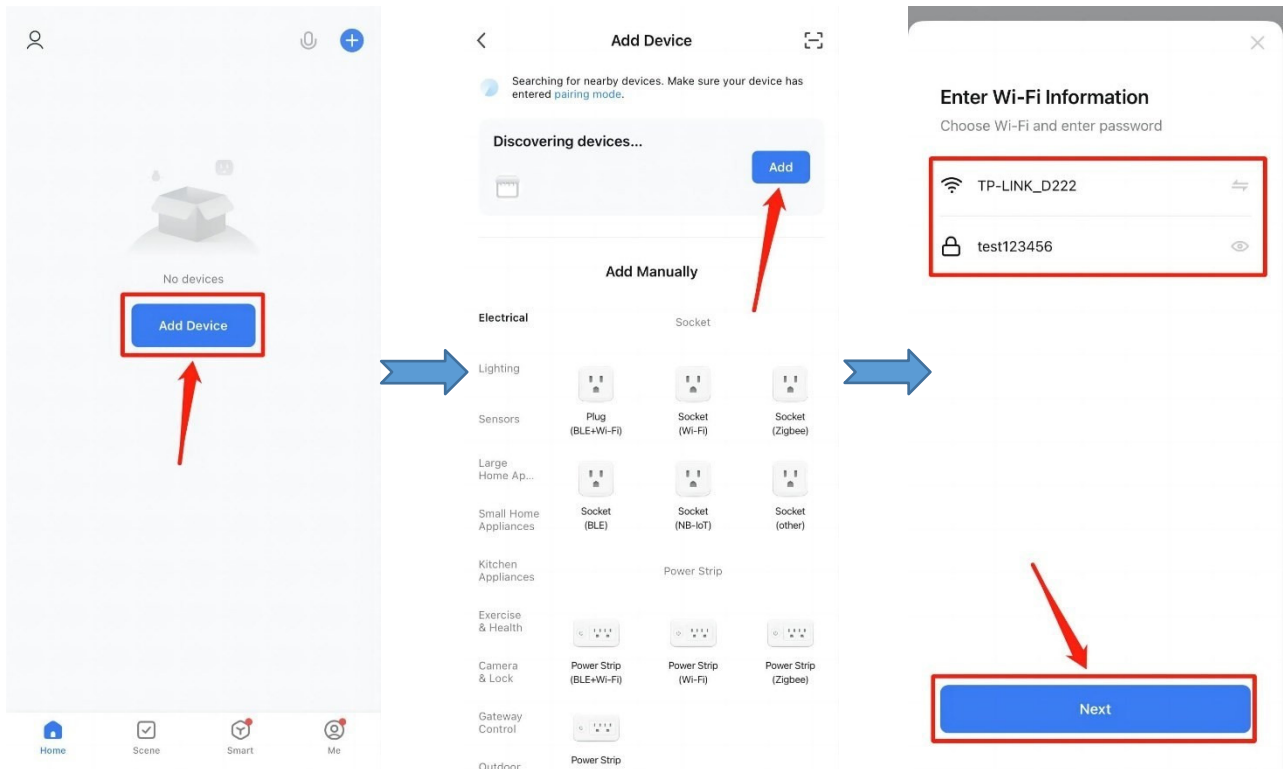 No devices
Add Device
Home
Scene
Smart
Me
Add Device
Searching for nearby devices. Make sure your device has
entered pairing mode.
Discovering devices...
Add
Add Manually
Electrical
Socket
Lighting
Plug
(BLE+Wi-Fi)
Socket
(Wi-Fi)
Socket
(Zigbee)
Sensors
Large
Home Ap...
Socket
(BLE)
Socket
(NB-IoT)
Socket
(other)
Small Home
Appliances
Kitchen
Appliances
Power Strip
Exercise
& Health
Power Strip
(BLE+Wi-Fi)
Power Strip
(Wi-Fi)
Power Strip
(Zigbee)
Camera
& Lock
Gateway
Control
Power Strip
Outdoor
Enter Wi-Fi Information
Choose Wi-Fi and enter password
TP-LINK_D222
test123456
Next